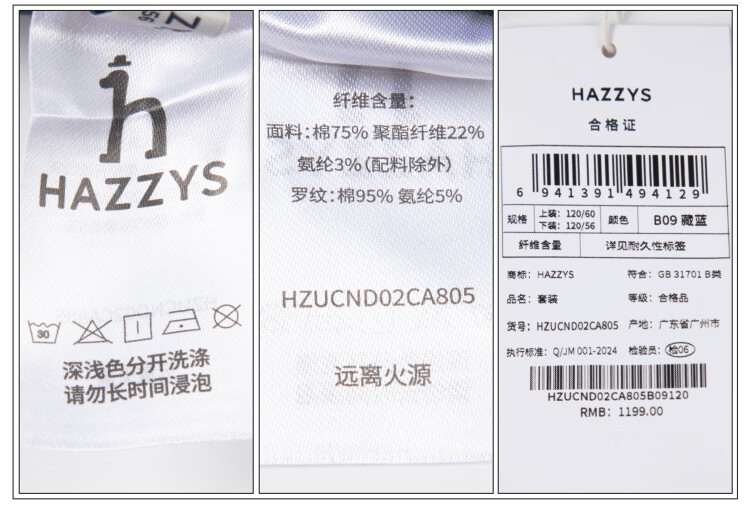 HAZZYS
30
深浅色分开洗涤
请勿长时间浸泡
纤维含量：
面料：棉75% 聚酯纤维22%
氨纶3%（配料除外）
罗纹：棉95% 氨纶5%
HZUCND02CA805
远离火源
HAZZYS
合格证
6 941391 494129
规格 上装：120/60 下装：120/56 颜色 B09 藏蓝
纤维含量 详见耐久性标签
商标：HAZZYS 符合：GB 31701 B类
品名：套装 等级：合格品
货号：HZUCND02CA805 产地：广东省广州市
执行标准：Q/JM 001-2024 检验员：检06
HZUCND02CA805B09120
RMB：1199.00